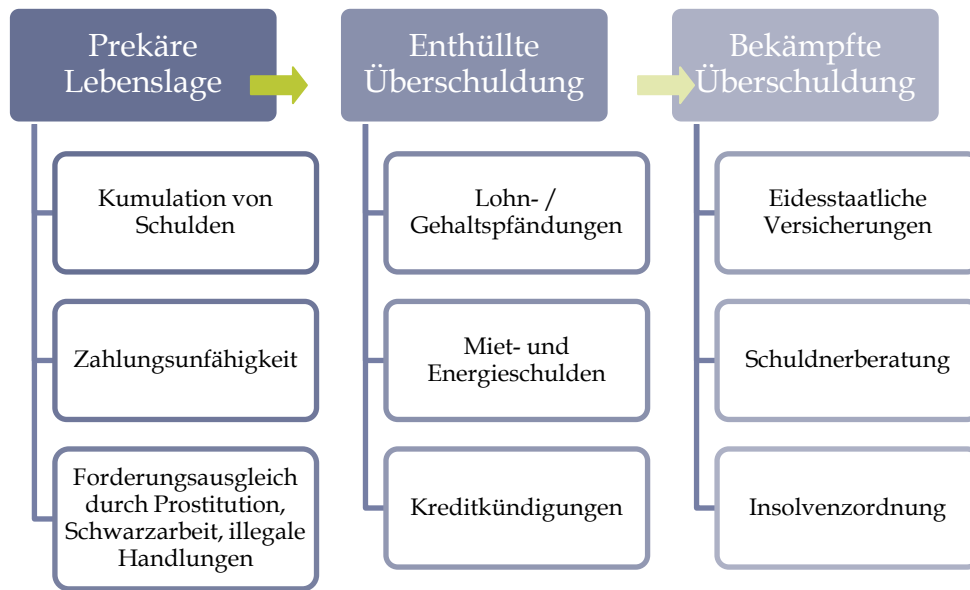 Prekäre
Lebenslage
Kumulation von
Schulden
Zahlungsunfähigkeit
Forderungsausgleich
durch Prostitution,
Schwarzarbeit, illegale
Handlungen
Enthüllte
Überschuldung
Lohn- /
Gehaltspfändungen
Miet- und
Energieschulden
Kreditkündigungen
Bekämpfte
Überschuldung
Eidesstaatliche
Versicherungen
Schuldnerberatung
Insolvenzordnung